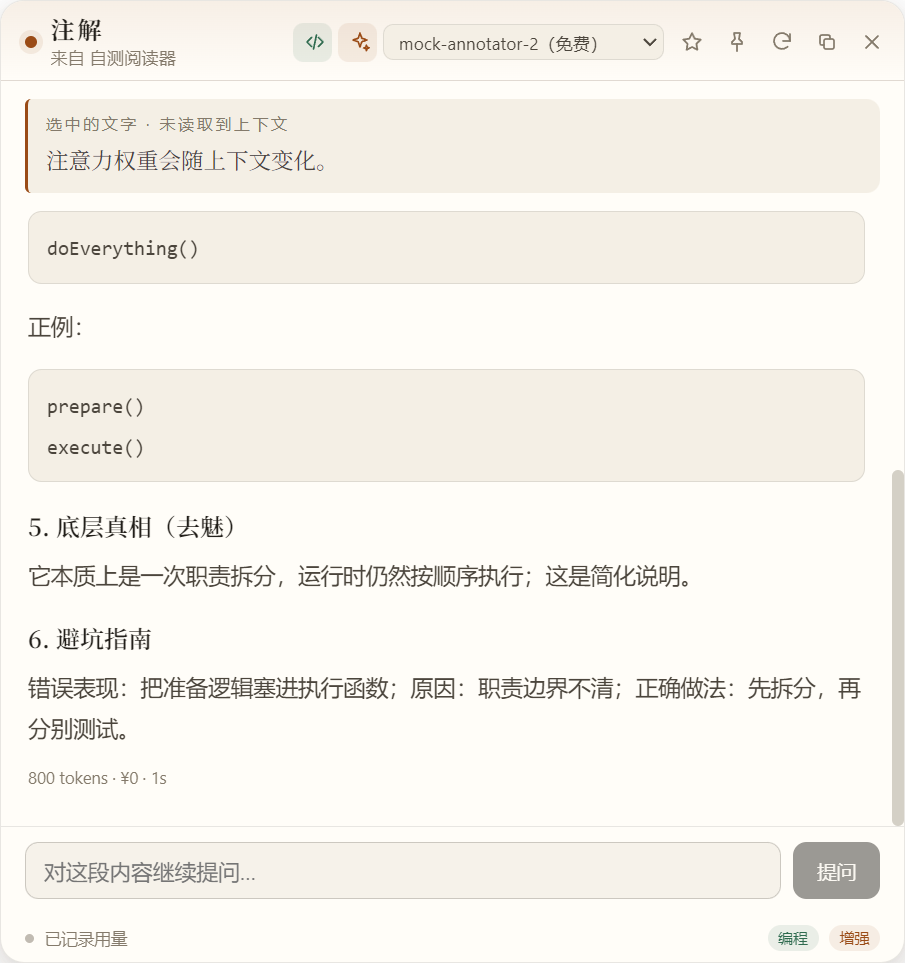 注解
来自 自测阅读器
</>
mock-annotator-2（免费）
选中的文字 · 未读取到上下文
注意力权重会随上下文变化。
doEverything()
正例：
prepare()
execute()
5. 底层真相（去魅）
它本质上是一次职责拆分，运行时仍然按顺序执行；这是简化说明。
6. 避坑指南
错误表现：把准备逻辑塞进执行函数；原因：职责边界不清；正确做法：先拆分，再
分别测试。
800 tokens · ¥0 · 1s
对这段内容继续提问...
提问
已记录用量
编程
增强